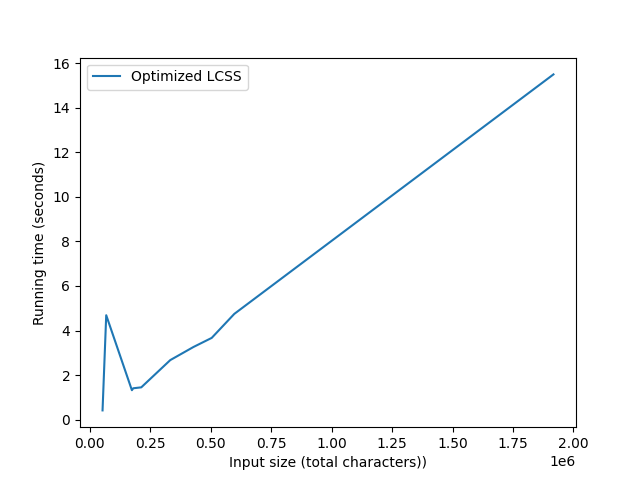 Optimized LCSS
Running time (seconds)
16
14
12
10
8
6
4
2
0
0.00 0.25 0.50 0.75 1.00 1.25 1.50 1.75 2.00
1e6
Input size (total characters))